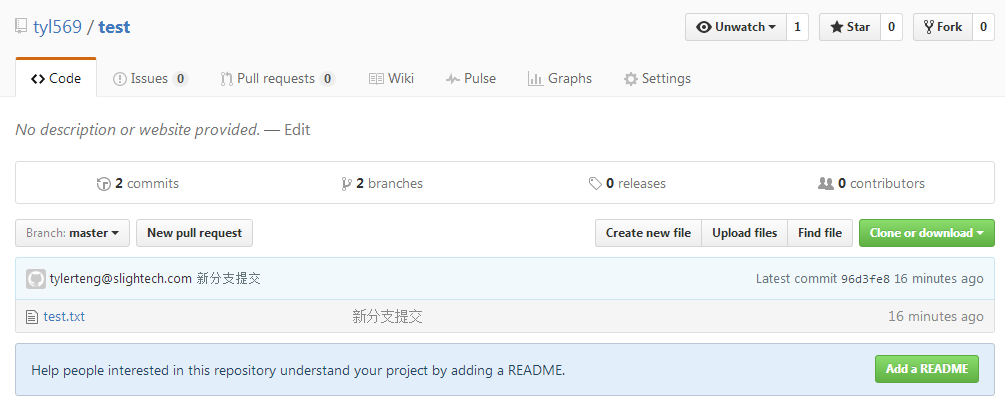 tyl569 / test
Unwatch 1 Star 0 Fork 0
Code Issues 0 Pull requests 0 Wiki Pulse Graphs Settings
No description or website provided. — Edit
2 commits 2 branches 0 releases 0 contributors
Branch: master New pull request Create new file Upload files Find file Clone or download
tylerteng@slightech.com 新分支提交 Latest commit 96d3fe8 16 minutes ago
test.txt 新分支提交 16 minutes ago
Help people interested in this repository understand your project by adding a README. Add a README